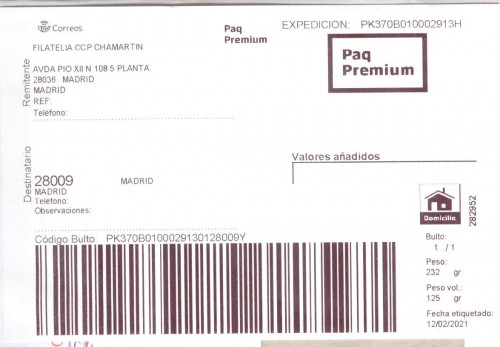 Correos
Paq
Premium
EXPEDICION: PK370B010002913H
Remitente
FILATELIA CCP CHAMARTIN
AVDA PIO XII N 108 5 PLANTA
28036 MADRID
MADRID
REF:
Teléfono:
Paq
Premium
Destinatario
28009 MADRID
MADRID
Telefono:
Observaciones:
Valores añadidos
Domicilio
282952
Código Bulto: PK370B0100029130128009Y
Bulto:
1 / 1
Peso:
232 gr
Peso vol.:
125 gr
Fecha etiquetado:
12/02/2021